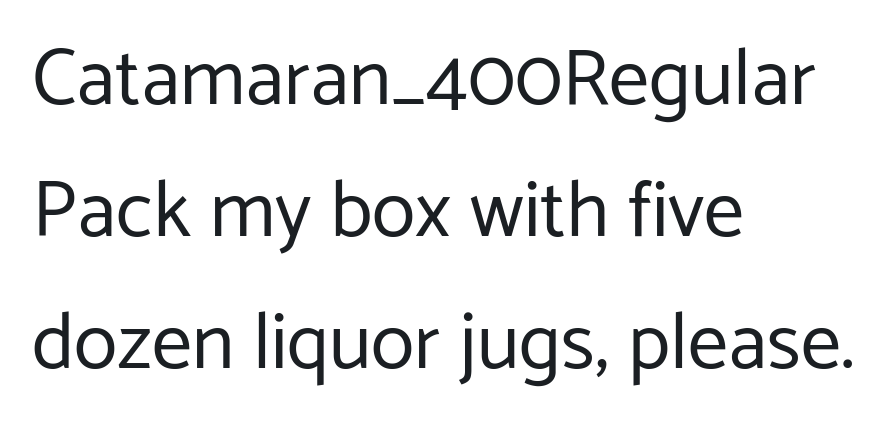 Catamaran_400Regular
Pack my box with five
dozen liquor jugs, please.